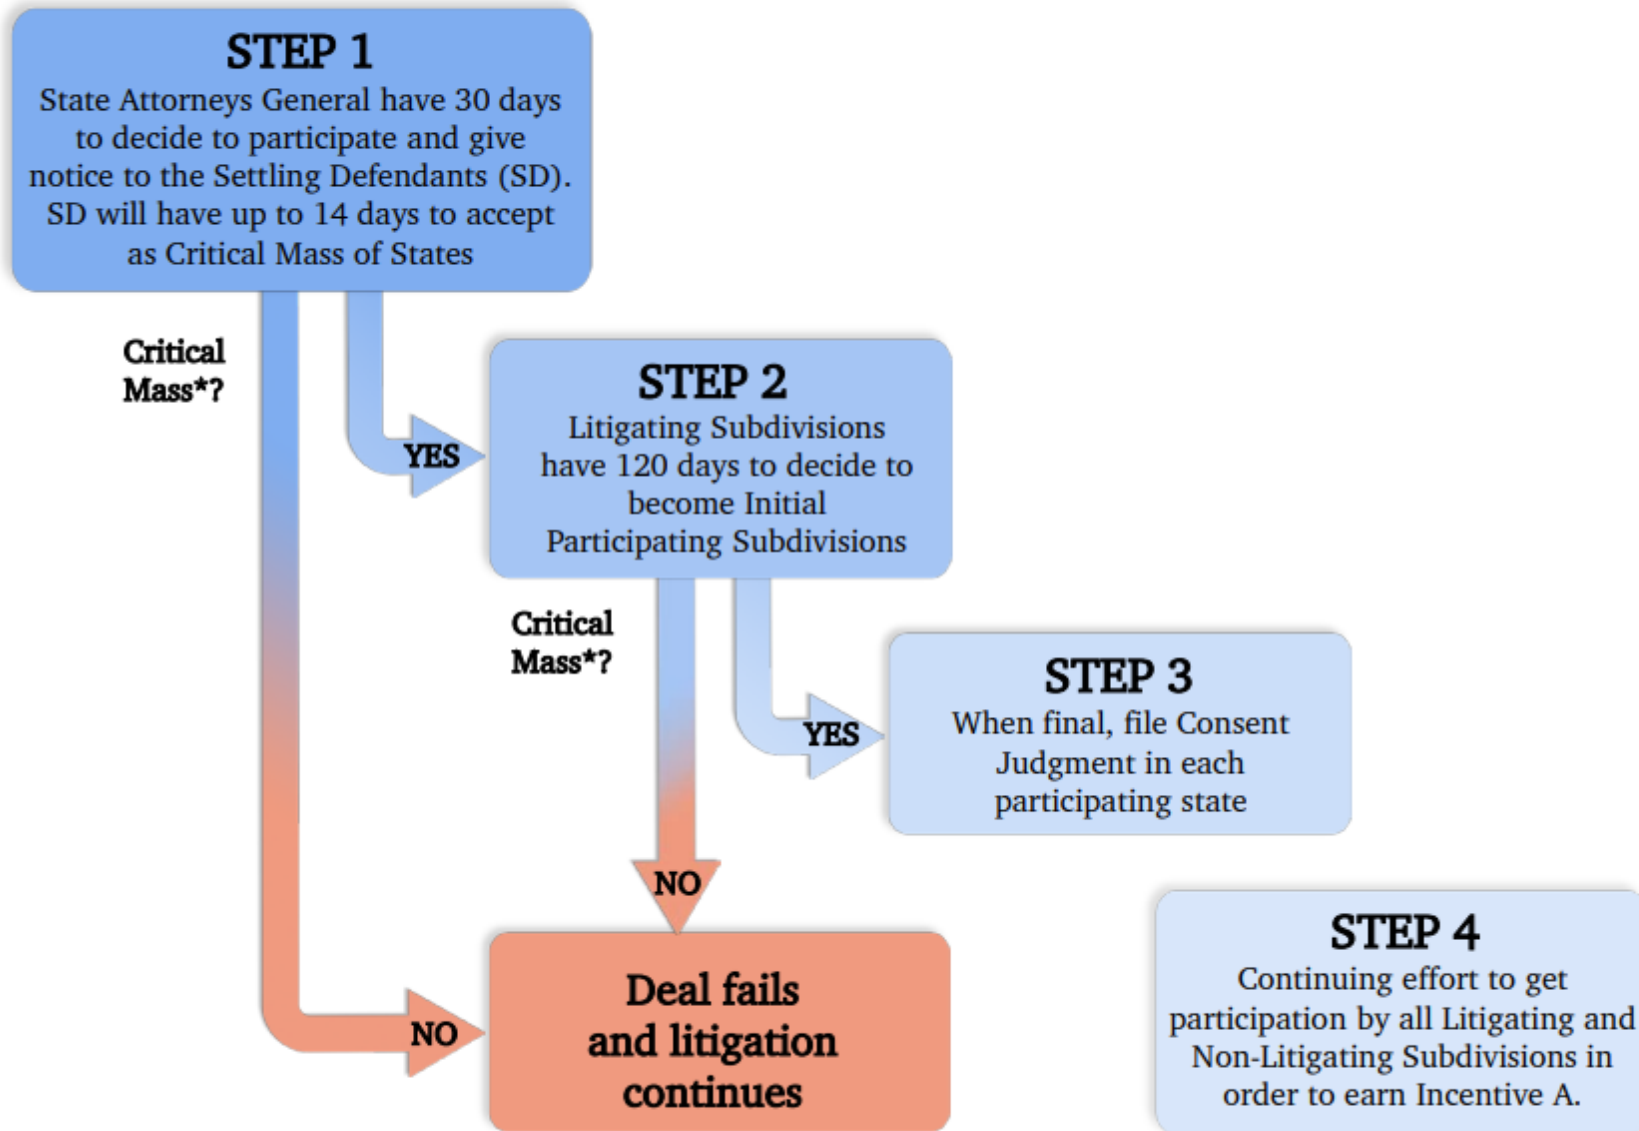 STEP 1
State Attorneys General have 30 days
to decide to participate and give
notice to the Settling Defendants (SD).
SD will have up to 14 days to accept
as Critical Mass of States
Critical
Mass*?
YES
STEP 2
Litigating Subdivisions
have 120 days to decide to
become Initial
Participating Subdivisions
Critical
Mass*?
YES
STEP 3
When final, file Consent
Judgment in each
participating state
NO
NO
Deal fails
and litigation
continues
STEP 4
Continuing effort to get
participation by all Litigating and
Non-Litigating Subdivisions in
order to earn Incentive A.